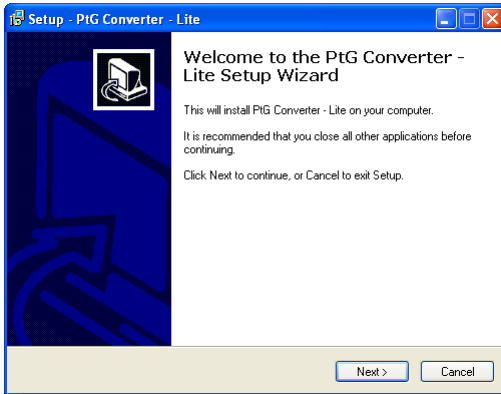 Setup - PtG Converter - Lite
Welcome to the PtG Converter -
Lite Setup Wizard
This will install PtG Converter - Lite on your computer.
It is recommended that you close all other applications before
continuing.
Click Next to continue, or Cancel to exit Setup.
Next >
Cancel